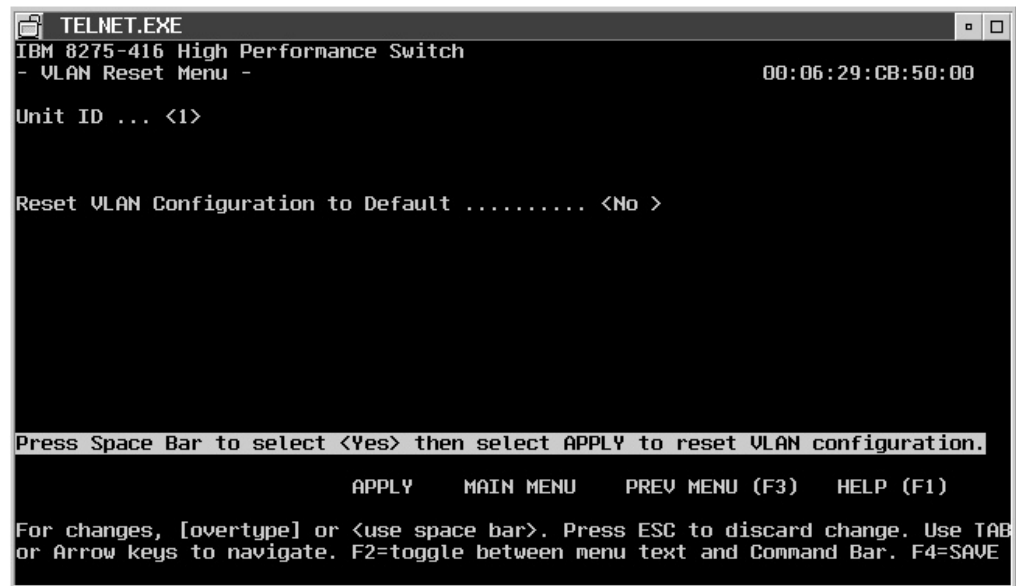 TELNET.EXE
IBM 8275-416 High Performance Switch
- VLAN Reset Menu - 00:06:29:CB:50:00
Unit ID ... <1>
Reset VLAN Configuration to Default .......... <No >
Press Space Bar to select <Yes> then select APPLY to reset VLAN configuration.
APPLY MAIN MENU PREV MENU (F3) HELP (F1)
For changes, [overtype] or <use space bar>. Press ESC to discard change. Use TAB
or Arrow keys to navigate. F2=toggle between menu text and Command Bar. F4=SAVE